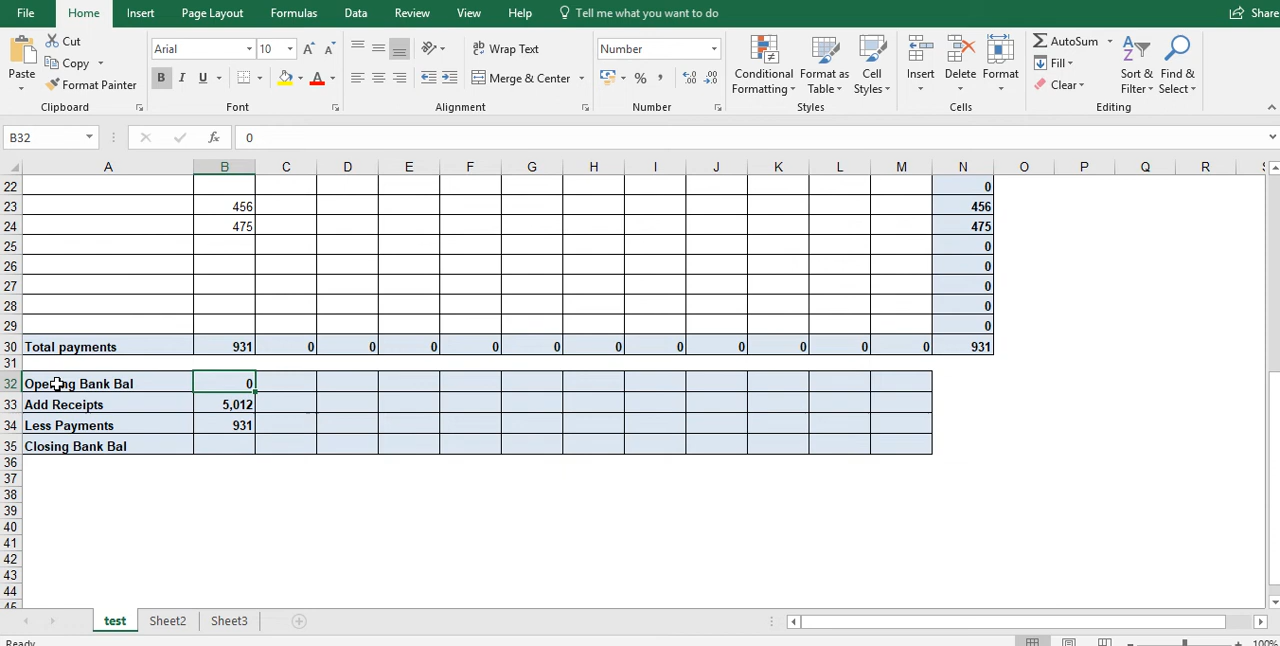 File Home Insert Page Layout Formulas Data Review View Help Tell me what you want to do Share
Paste Cut Copy Format Painter
Arial 10 A A B I U A
Wrap Text Merge & Center
Number %
Conditional Formatting Format as Table Cell Styles
Insert Delete Format
AutoSum Fill Clear Sort & Filter Find & Select
Clipboard Font Alignment Number Styles Cells Editing
B32 fx 0
A B C D E F G H I J K L M N O P Q R
22 0
23 456 456
24 475 475
25 0
26 0
27 0
28 0
29 0
30 Total payments 931 0 0 0 0 0 0 0 0 0 0 0 931
31
32 Opening Bank Bal 0
33 Add Receipts 5,012
34 Less Payments 931
35 Closing Bank Bal
36
37
38
39
40
41
42
43
44
45
test Sheet2 Sheet3
Ready 100%